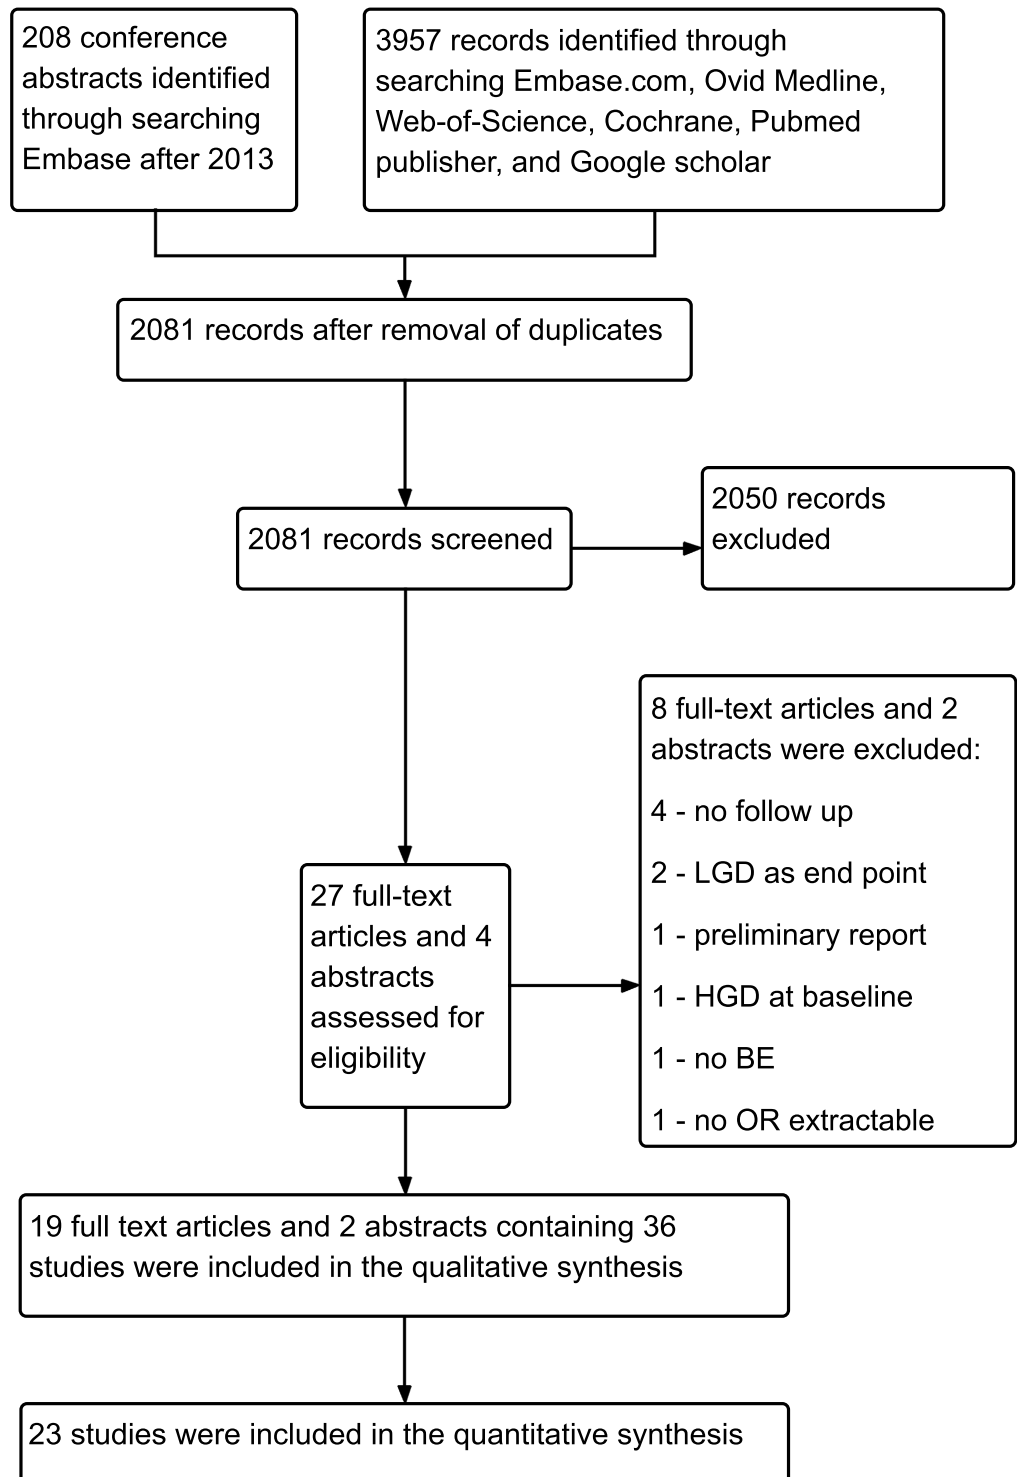 208 conference
abstracts identified
through searching
Embase after 2013
3957 records identified through
searching Embase.com, Ovid Medline,
Web-of-Science, Cochrane, Pubmed
publisher, and Google scholar
2081 records after removal of duplicates
2081 records screened
2050 records
excluded
27 full-text
articles and 4
abstracts
assessed for
eligibility
8 full-text articles and 2
abstracts were excluded:
4 - no follow up
2 - LGD as end point
1 - preliminary report
1 - HGD at baseline
1 - no BE
1 - no OR extractable
19 full text articles and 2 abstracts containing 36
studies were included in the qualitative synthesis
23 studies were included in the quantitative synthesis